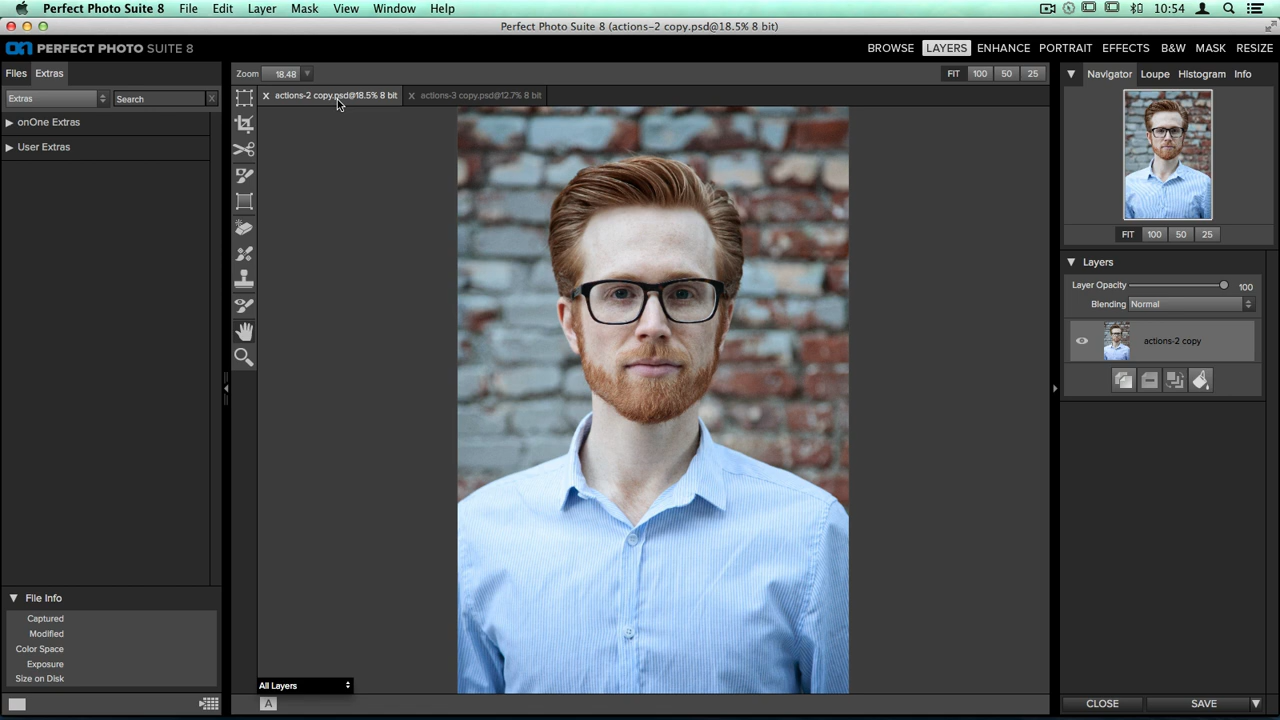 Perfect Photo Suite 8 File Edit Layer Mask View Window Help 10:54
Perfect Photo Suite 8 (actions-2 copy.psd@18.5% 8 bit)
on PERFECT PHOTO SUITE 8 BROWSE LAYERS ENHANCE PORTRAIT EFFECTS B&W MASK RESIZE
Files Extras
Extras Search X
onOne Extras
User Extras
Zoom 18.48 FIT 100 50 25
x actions-2 copy.psd@18.5% 8 bit x actions-3 copy.psd@12.7% 8 bit
Navigator Loupe Histogram Info
FIT 100 50 25
Layers
Layer Opacity 100
Blending Normal
actions-2 copy
File Info
Captured
Modified
Color Space
Exposure
Size on Disk
All Layers
A
CLOSE SAVE